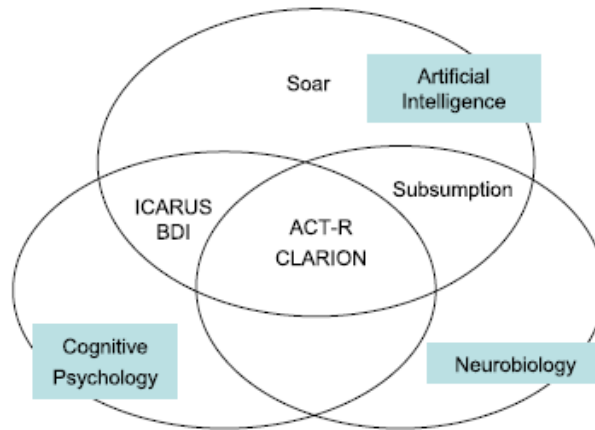 Soar
Artificial
Intelligence
ICARUS
BDI
ACT-R
CLARION
Subsumption
Cognitive
Psychology
Neurobiology